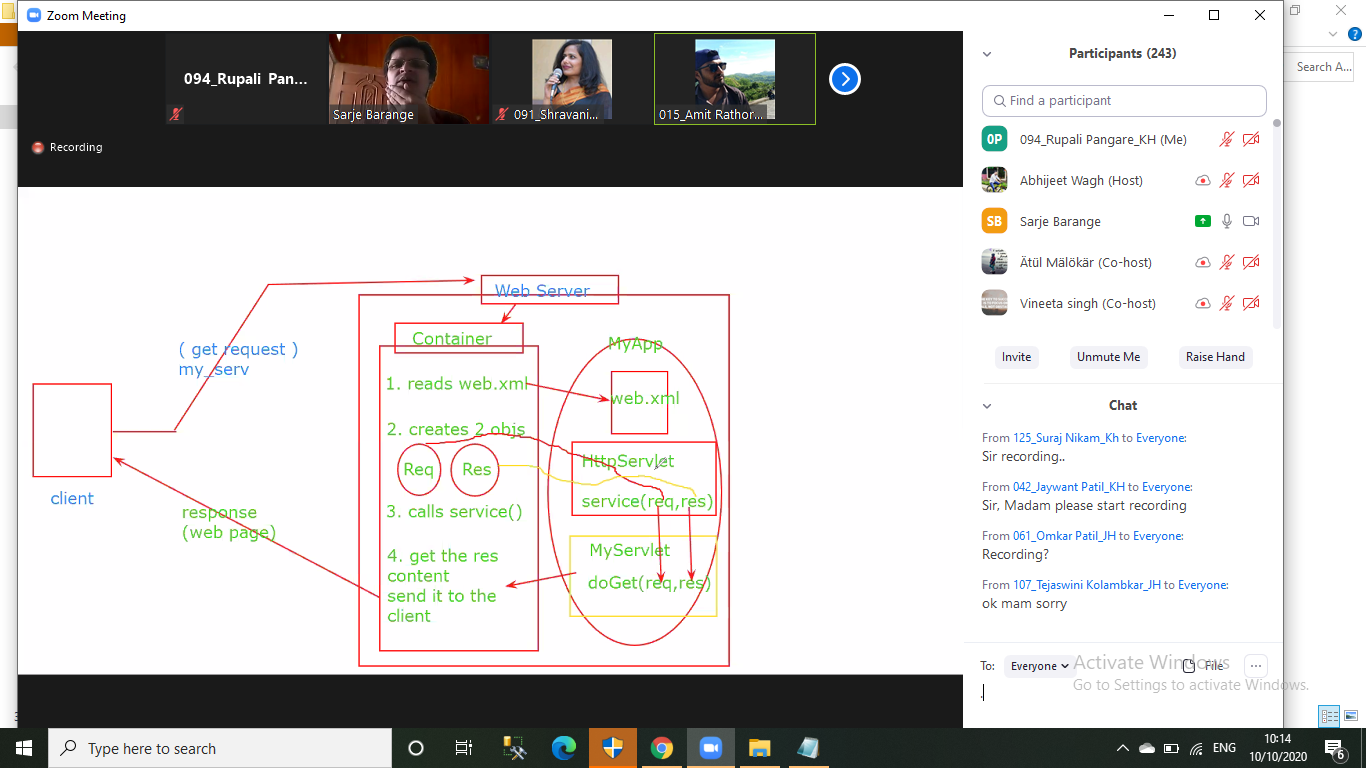 Zoom Meeting
Search A...
094_Rupali Pan...
Sarje Barange
091_Shravani...
015_Amit Rathor...
Recording
Participants (243)
Find a participant
OP
094_Rupali Pangare_KH (Me)
Abhijeet Wagh (Host)
SB
Sarje Barange
Ätül Mälökär (Co-host)
Vineeta singh (Co-host)
Invite
Unmute Me
Raise Hand
Chat
From 125_Suraj Nikam_Kh to Everyone:
Sir recording..
From 042_Jaywant Patil_KH to Everyone:
Sir, Madam please start recording
From 061_Omkar Patil_JH to Everyone:
Recording?
From 107_Tejaswini Kolambkar_JH to Everyone:
ok mam sorry
To:
Everyone
File
...
.
Activate Windows
Go to Settings to activate Windows.
Web Server
Container
MyApp
( get request )
my_serv
1. reads web.xml
web.xml
2. creates 2 objs
Req
Res
HttpServlet
service(req,res)
client
response
(web page)
3. calls service()
4. get the res
content
send it to the
client
MyServlet
doGet(req,res)
Type here to search
ENG
10:14
10/10/2020
6